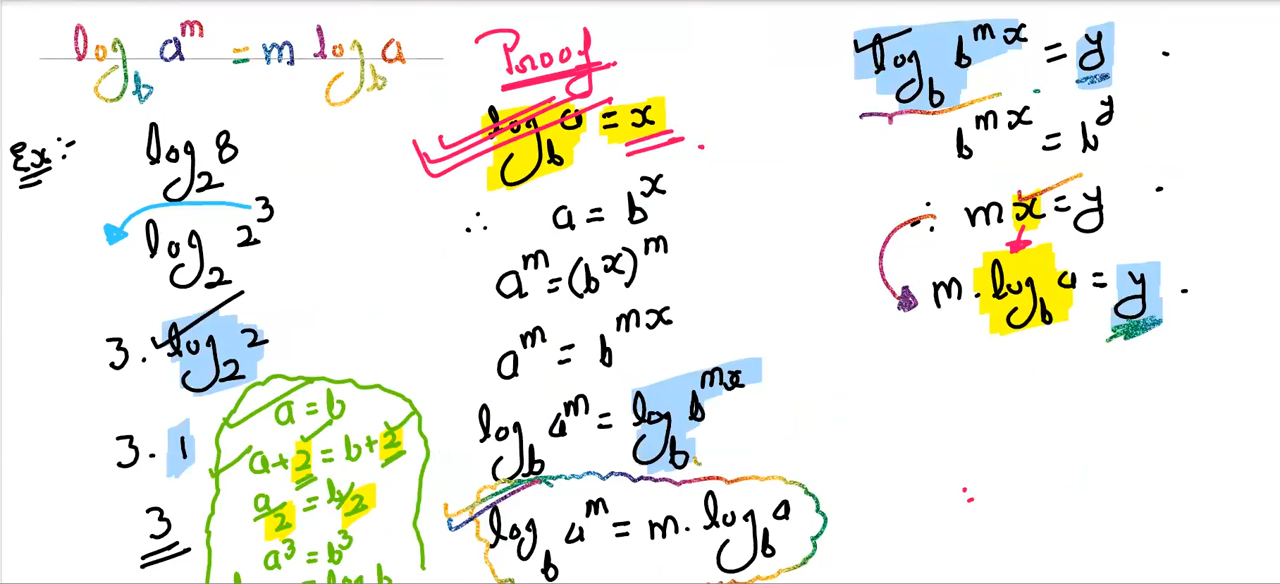 log_b a^m = m log_b a
Ex :-
log_2 8
log_2 2^3
3 . log_2 2
3 . 1
3
a = b
a+2 = b+2
a/2 = b/2
a^3 = b^3
Proof
log_b a = x
∴ a = b^x
a^m = (b^x)^m
a^m = b^{mx}
log_b a^m = log_b b^{mx}
log_b a^m = m . log_b a
log_b b^{mx} = y
b^{mx} = b^y
∴ mx = y
m . log_b a = y